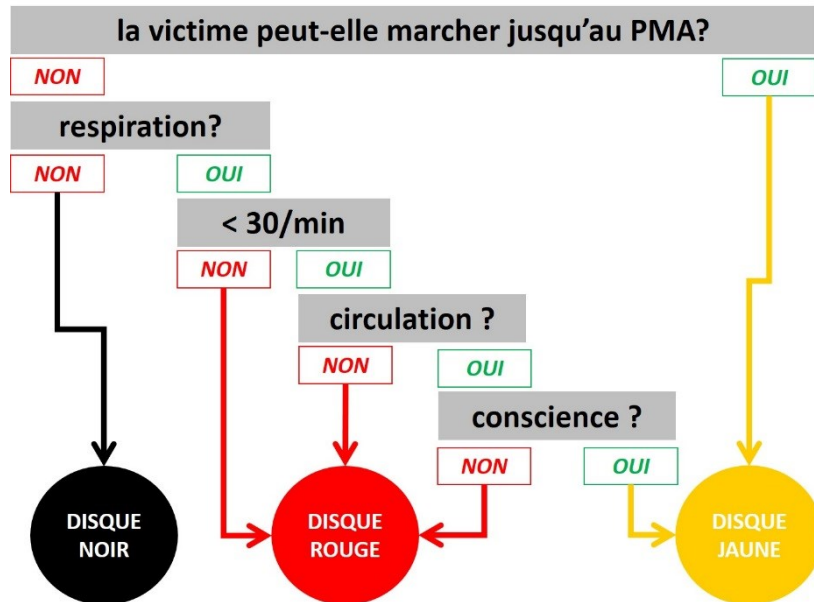 la victime peut-elle marcher jusqu'au PMA?
NON
OUI
respiration?
NON
OUI
< 30/min
NON
OUI
circulation ?
NON
OUI
conscience ?
NON
OUI
DISQUE
NOIR
DISQUE
ROUGE
DISQUE
JAUNE